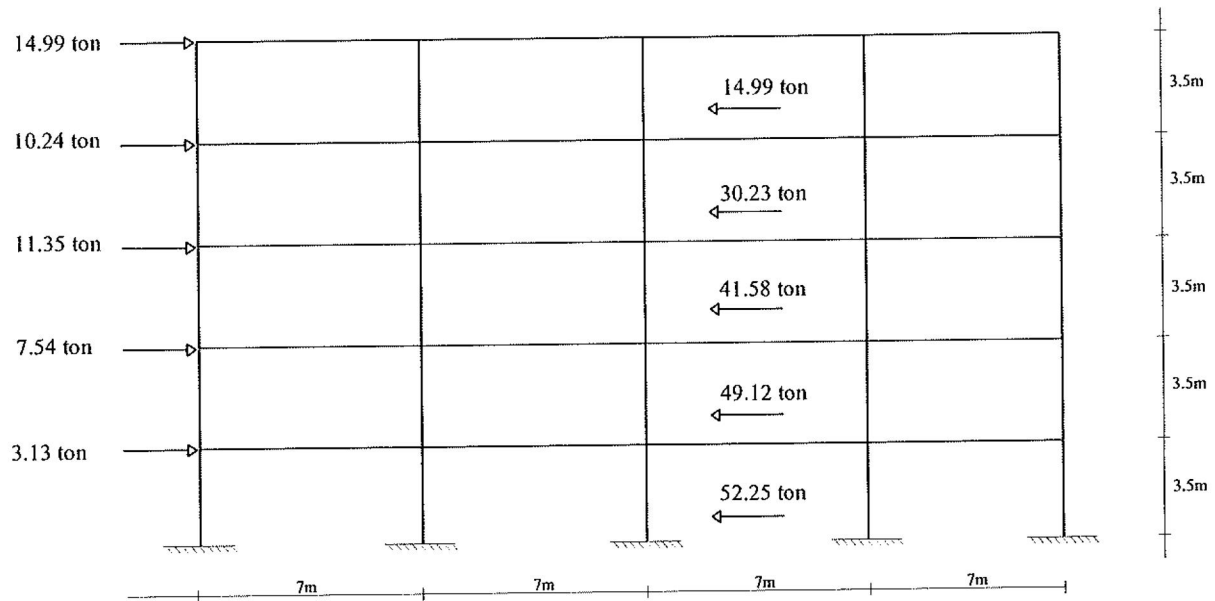 14.99 ton
14.99 ton
3.5m
10.24 ton
30.23 ton
3.5m
11.35 ton
41.58 ton
3.5m
7.54 ton
49.12 ton
3.5m
3.13 ton
52.25 ton
3.5m
7m
7m
7m
7m